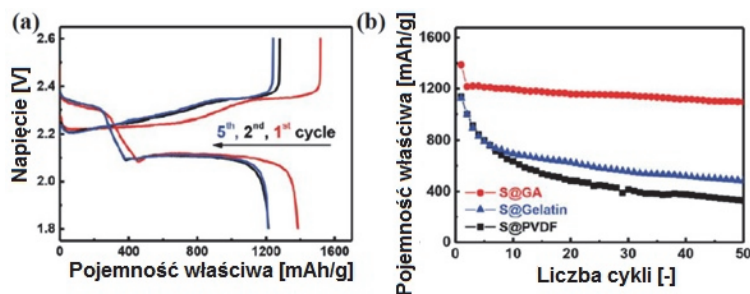 (a)
2.6
2.4
2.2
2.0
1.8
Napięcie [V]
5th, 2nd, 1st cycle
0 400 800 1200 1600
Pojemność właściwa [mAh/g]
(b)
1600
1200
800
400
0
Pojemność właściwa [mAh/g]
S@GA
S@Gelatin
S@PVDF
0 10 20 30 40 50
Liczba cykli [-]